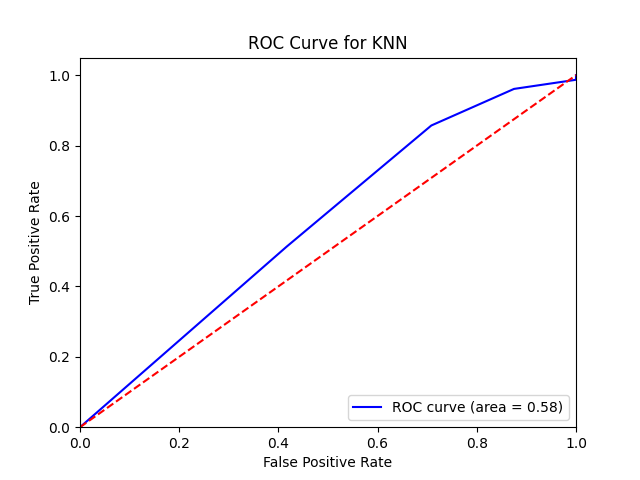 ROC Curve for KNN
True Positive Rate
1.0
0.8
0.6
0.4
0.2
0.0
ROC curve (area = 0.58)
0.0 0.2 0.4 0.6 0.8 1.0
False Positive Rate